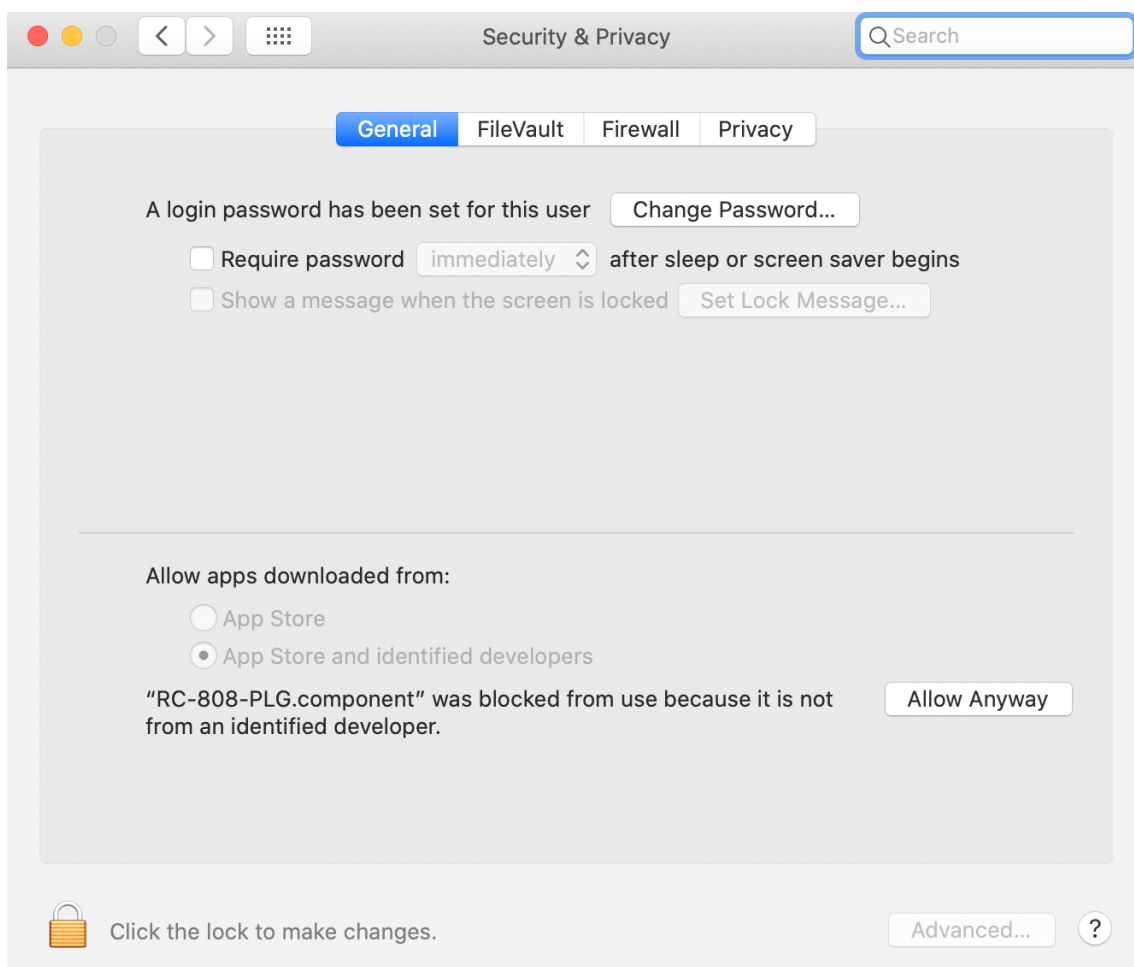 Security & Privacy
Search
General
FileVault
Firewall
Privacy
A login password has been set for this user
Change Password...
Require password
immediately
after sleep or screen saver begins
Show a message when the screen is locked
Set Lock Message...
Allow apps downloaded from:
App Store
App Store and identified developers
“RC-808-PLG.component” was blocked from use because it is not
from an identified developer.
Allow Anyway
Click the lock to make changes.
Advanced...
?